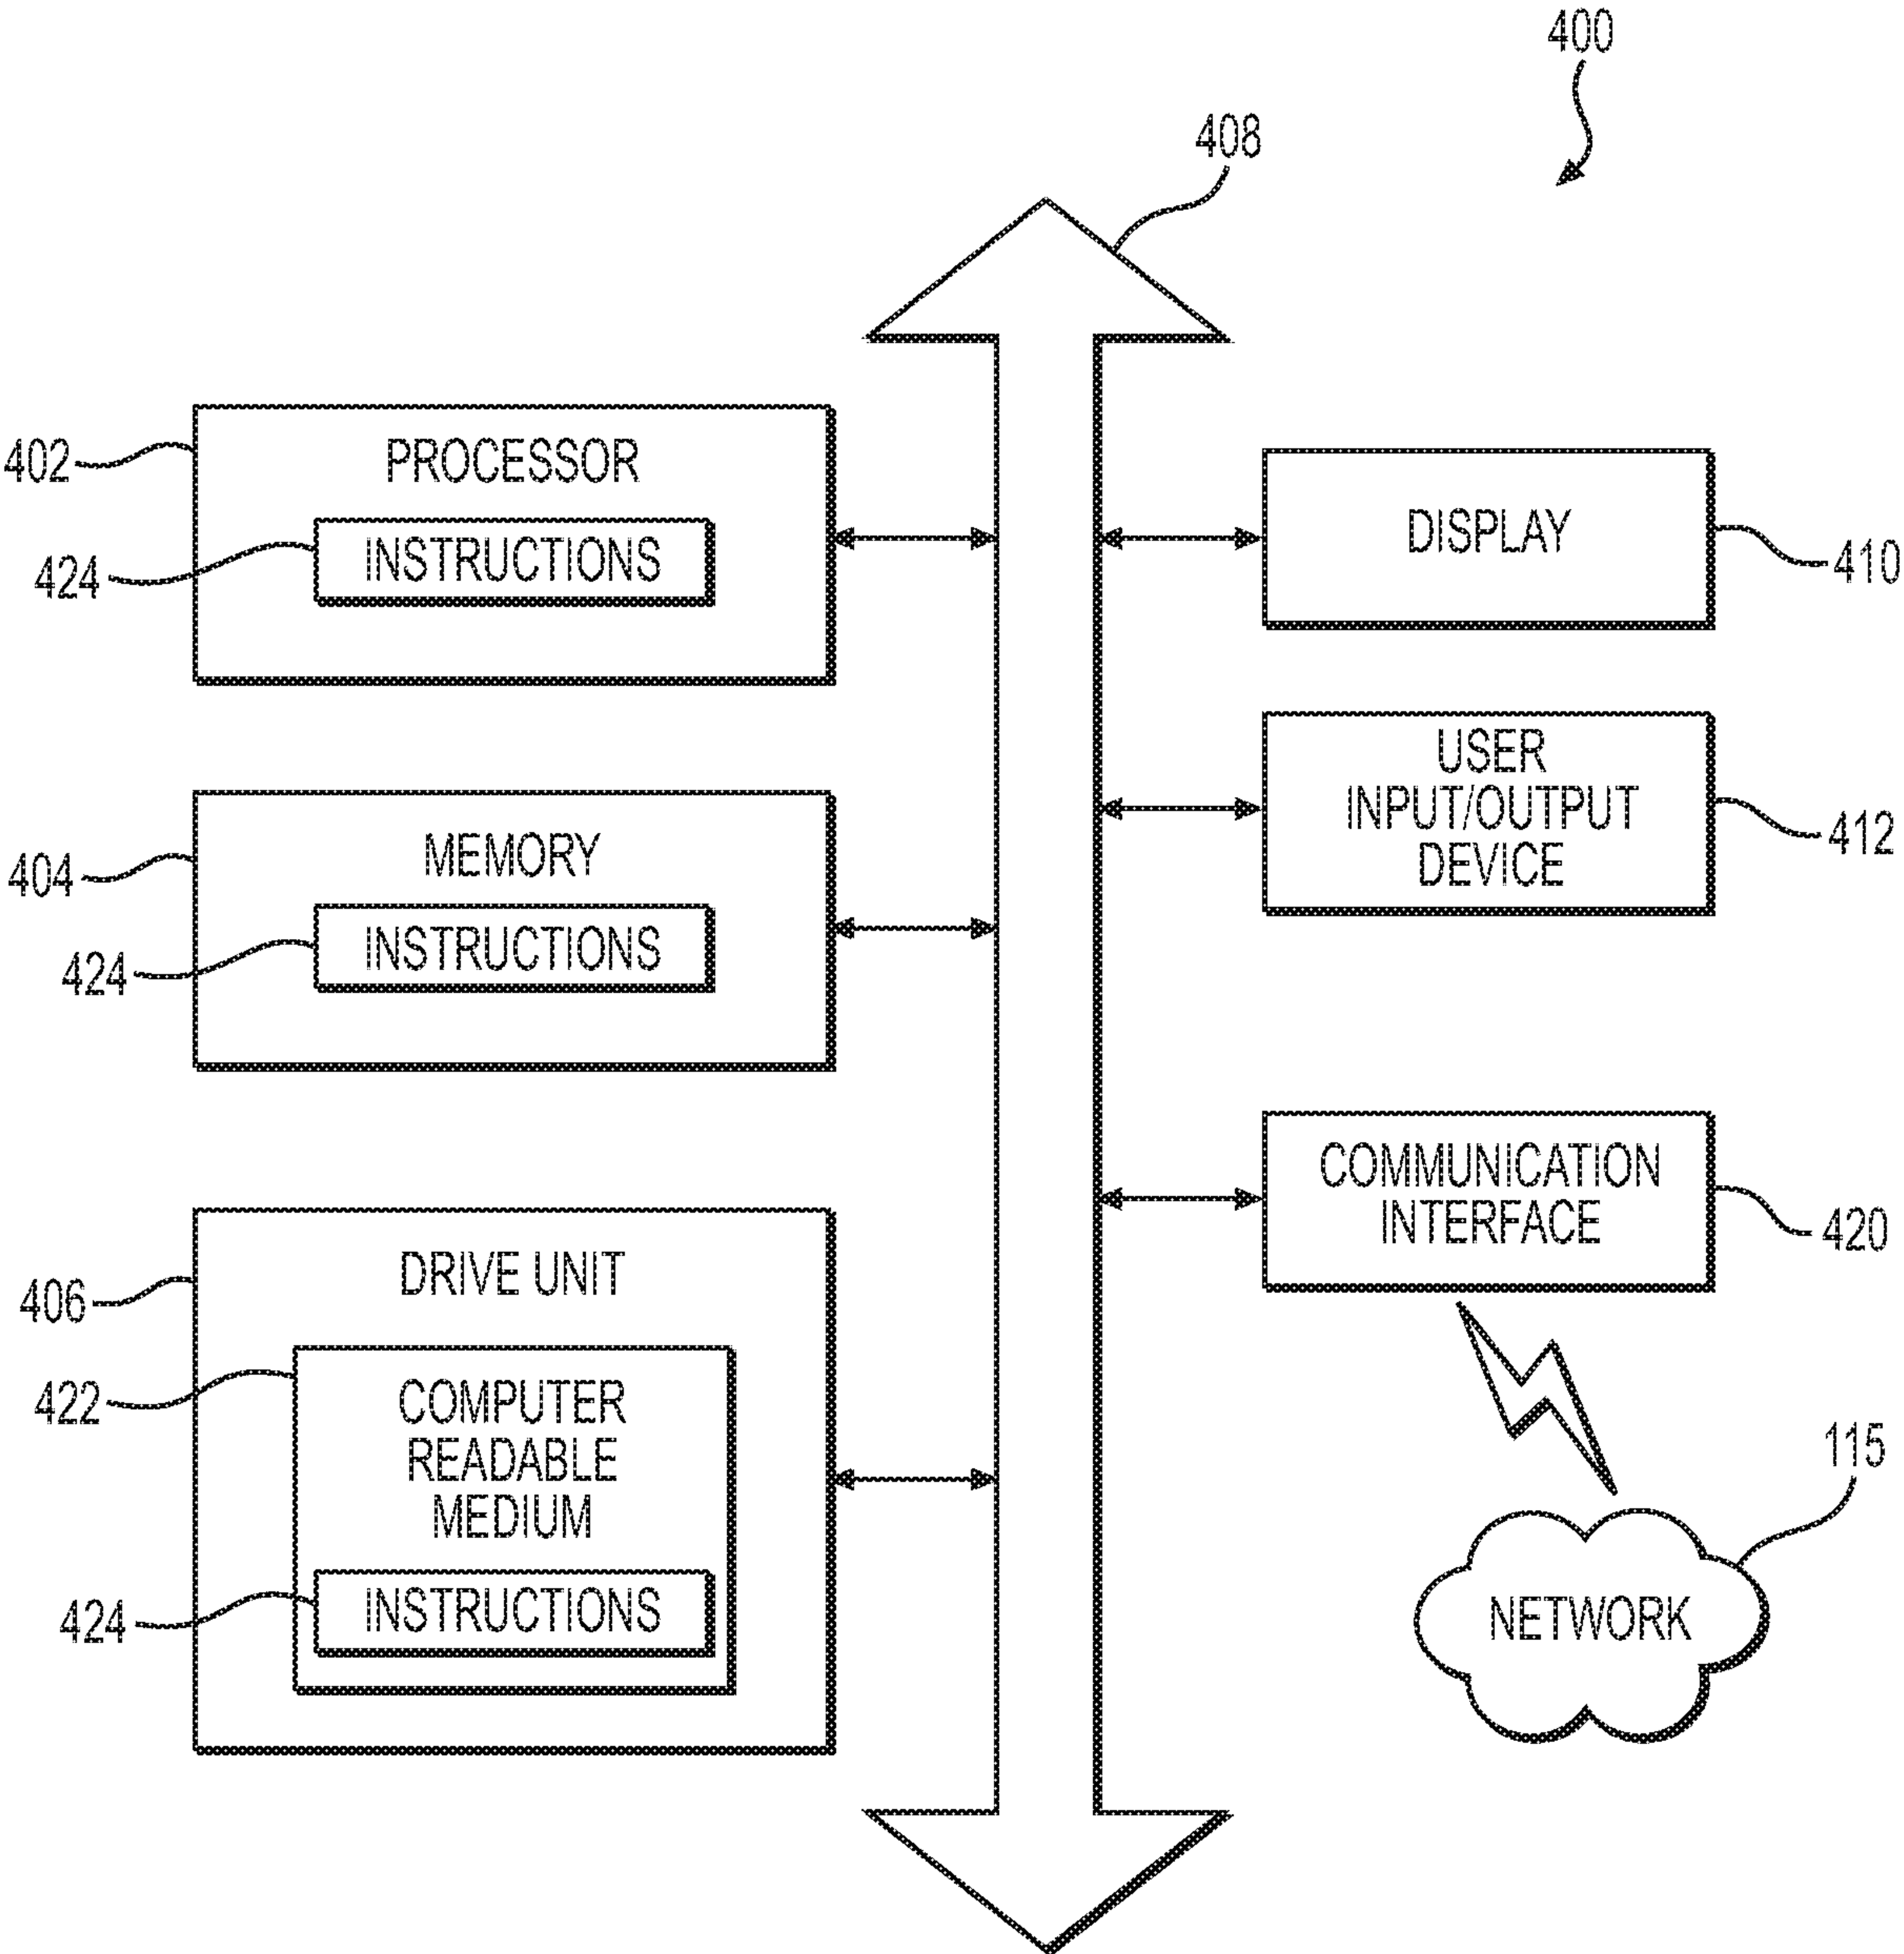 400
408
402
PROCESSOR
424
INSTRUCTIONS
DISPLAY
410
USER
INPUT/OUTPUT
DEVICE
412
404
MEMORY
424
INSTRUCTIONS
COMMUNICATION
INTERFACE
420
406
DRIVE UNIT
422
COMPUTER
READABLE
MEDIUM
424
INSTRUCTIONS
115
NETWORK